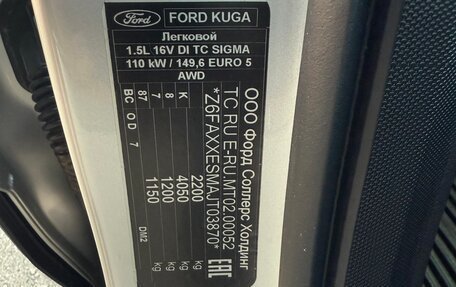 Ford
FORD KUGA
Легковой
1.5L 16V DI TC SIGMA
110 kW / 149,6 EURO 5
AWD
ООО Форд Соллерс Холдинг
TC RU E-RU.MT02.00052
*Z6FAXXESMAJT03870*
2200 kg
K 4050 kg
8 1200 kg
7 1150 kg
87
BC OD 7
DM2
EAC